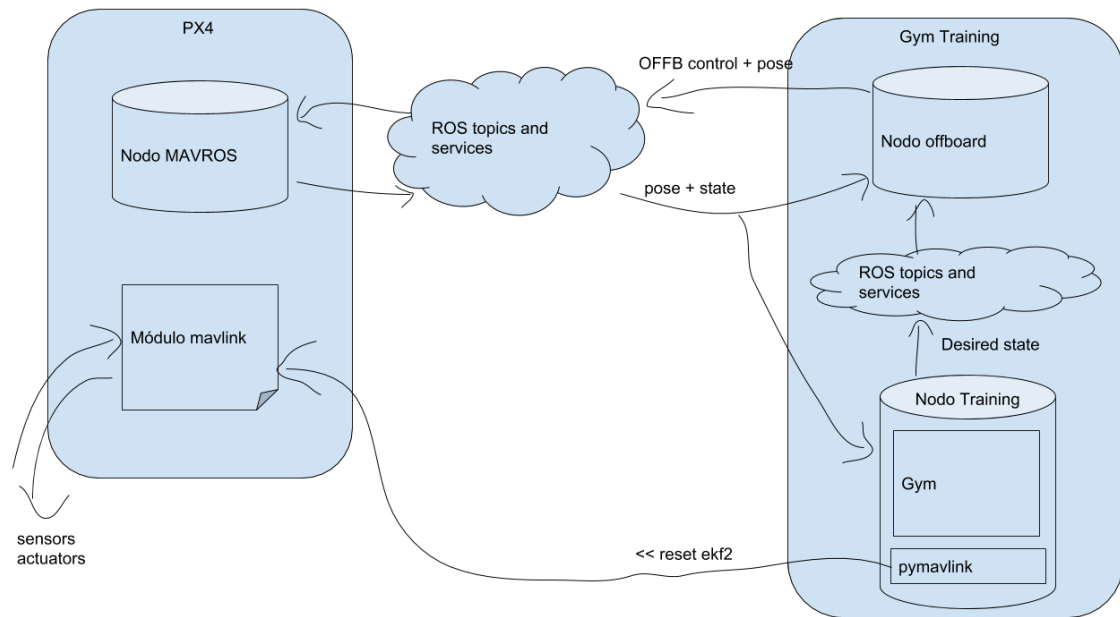 PX4
Nodo MAVROS
Módulo mavlink
sensors
actuators
ROS topics and
services
OFFB control + pose
pose + state
<< reset ekf2
Gym Training
Nodo offboard
ROS topics and
services
Desired state
Nodo Training
Gym
pymavlink